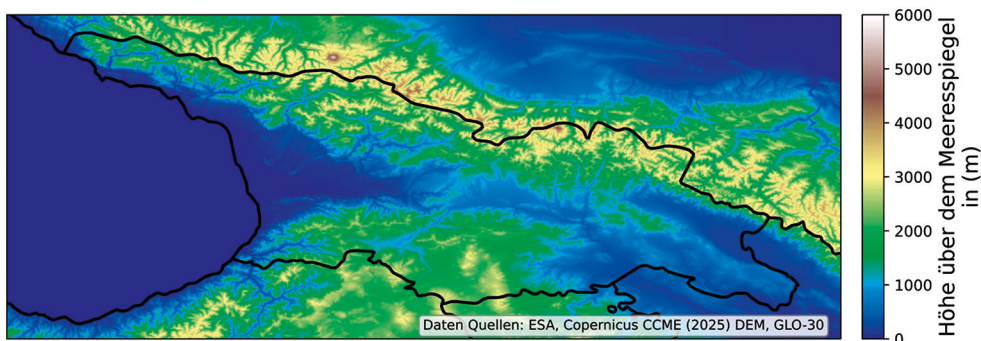 6000
5000
4000
3000
2000
1000
0
Höhe über dem Meeresspiegel
in (m)
Daten Quellen: ESA, Copernicus CCME (2025) DEM, GLO-30